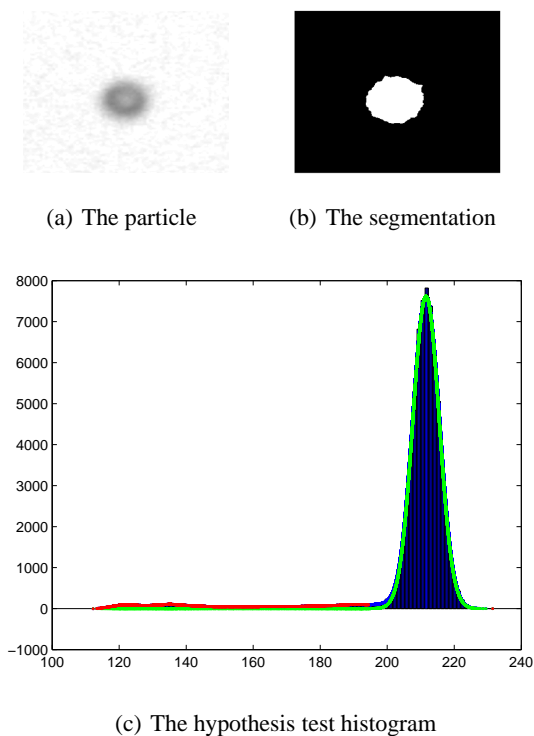 (a) The particle
(b) The segmentation
8000
7000
6000
5000
4000
3000
2000
1000
0
−1000
100 120 140 160 180 200 220 240
(c) The hypothesis test histogram